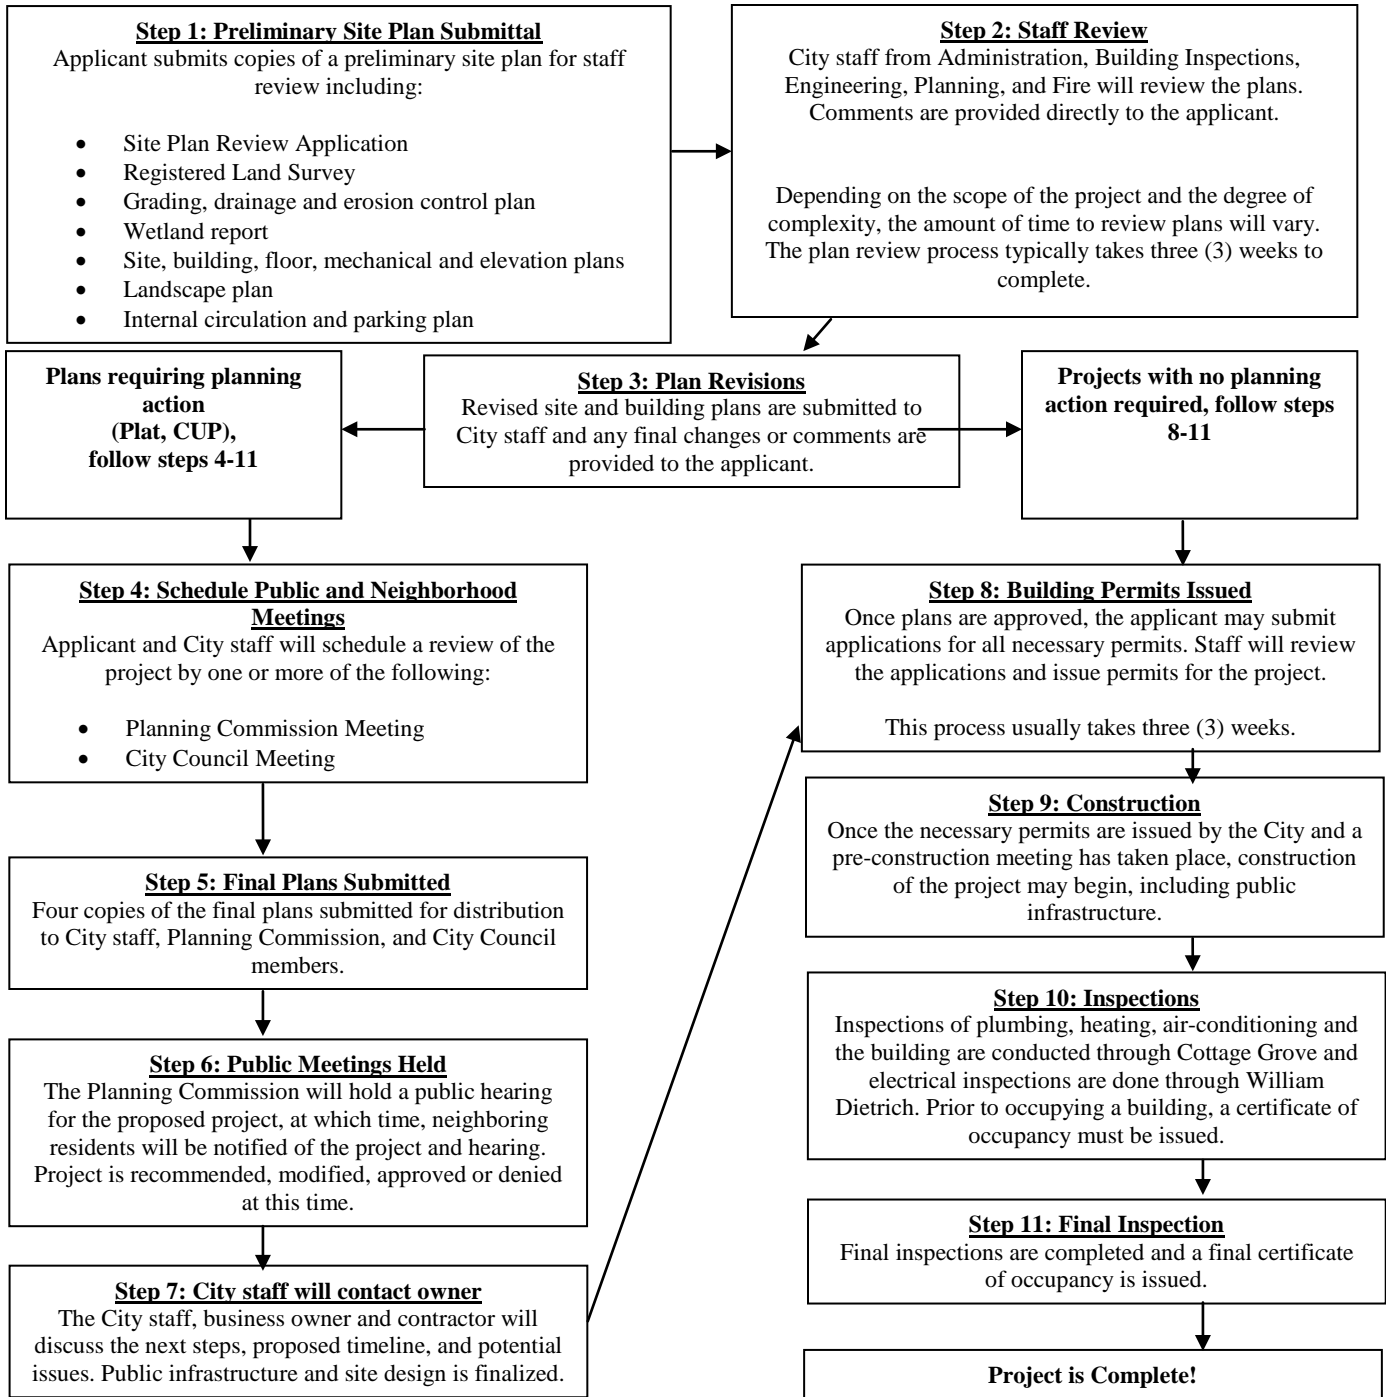 Step 1: Preliminary Site Plan Submittal
Applicant submits copies of a preliminary site plan for staff
review including:
• Site Plan Review Application
• Registered Land Survey
• Grading, drainage and erosion control plan
• Wetland report
• Site, building, floor, mechanical and elevation plans
• Landscape plan
• Internal circulation and parking plan
Step 2: Staff Review
City staff from Administration, Building Inspections,
Engineering, Planning, and Fire will review the plans.
Comments are provided directly to the applicant.
Depending on the scope of the project and the degree of
complexity, the amount of time to review plans will vary.
The plan review process typically takes three (3) weeks to
complete.
Step 3: Plan Revisions
Revised site and building plans are submitted to
City staff and any final changes or comments are
provided to the applicant.
Plans requiring planning
action
(Plat, CUP),
follow steps 4-11
Projects with no planning
action required, follow steps
8-11
Step 4: Schedule Public and Neighborhood
Meetings
Applicant and City staff will schedule a review of the
project by one or more of the following:
• Planning Commission Meeting
• City Council Meeting
Step 5: Final Plans Submitted
Four copies of the final plans submitted for distribution
to City staff, Planning Commission, and City Council
members.
Step 6: Public Meetings Held
The Planning Commission will hold a public hearing
for the proposed project, at which time, neighboring
residents will be notified of the project and hearing.
Project is recommended, modified, approved or denied
at this time.
Step 7: City staff will contact owner
The City staff, business owner and contractor will
discuss the next steps, proposed timeline, and potential
issues. Public infrastructure and site design is finalized.
Step 8: Building Permits Issued
Once plans are approved, the applicant may submit
applications for all necessary permits. Staff will review
the applications and issue permits for the project.
This process usually takes three (3) weeks.
Step 9: Construction
Once the necessary permits are issued by the City and a
pre-construction meeting has taken place, construction
of the project may begin, including public
infrastructure.
Step 10: Inspections
Inspections of plumbing, heating, air-conditioning and
the building are conducted through Cottage Grove and
electrical inspections are done through William
Dietrich. Prior to occupying a building, a certificate of
occupancy must be issued.
Step 11: Final Inspection
Final inspections are completed and a final certificate
of occupancy is issued.
Project is Complete!